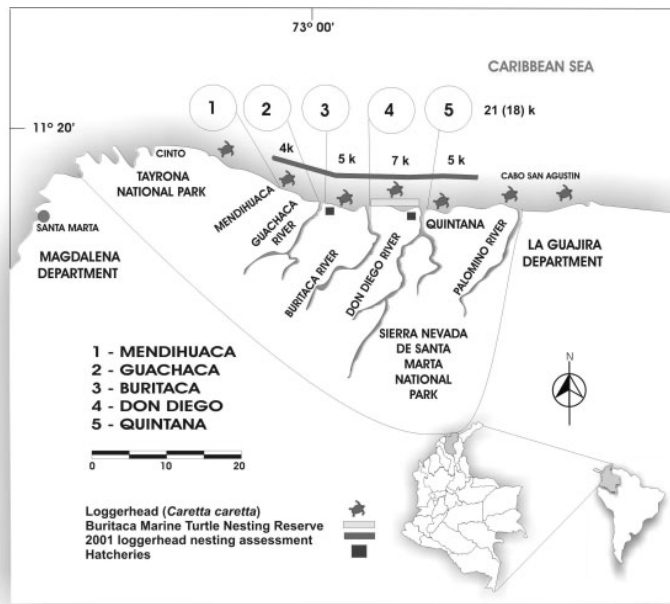 73º 00'
CARIBBEAN SEA
1
2
3
4
5
21 (18) k
11º 20'
4k
5 k
7 k
5 k
CINTO
CABO SAN AGUSTIN
TAYRONA
NATIONAL PARK
SANTA MARTA
MAGDALENA
DEPARTMENT
MENDIHUACA
GUACHACA
RIVER
BURITACA RIVER
DON DIEGO RIVER
QUINTANA
PALOMINO RIVER
LA GUAJIRA
DEPARTMENT
SIERRA NEVADA
DE SANTA
MARTA
NATIONAL
PARK
1 - MENDIHUACA
2 - GUACHACA
3 - BURITACA
4 - DON DIEGO
5 - QUINTANA
0 10 20
N
Loggerhead (Caretta caretta)
Buritaca Marine Turtle Nesting Reserve
2001 loggerhead nesting assessment
Hatcheries